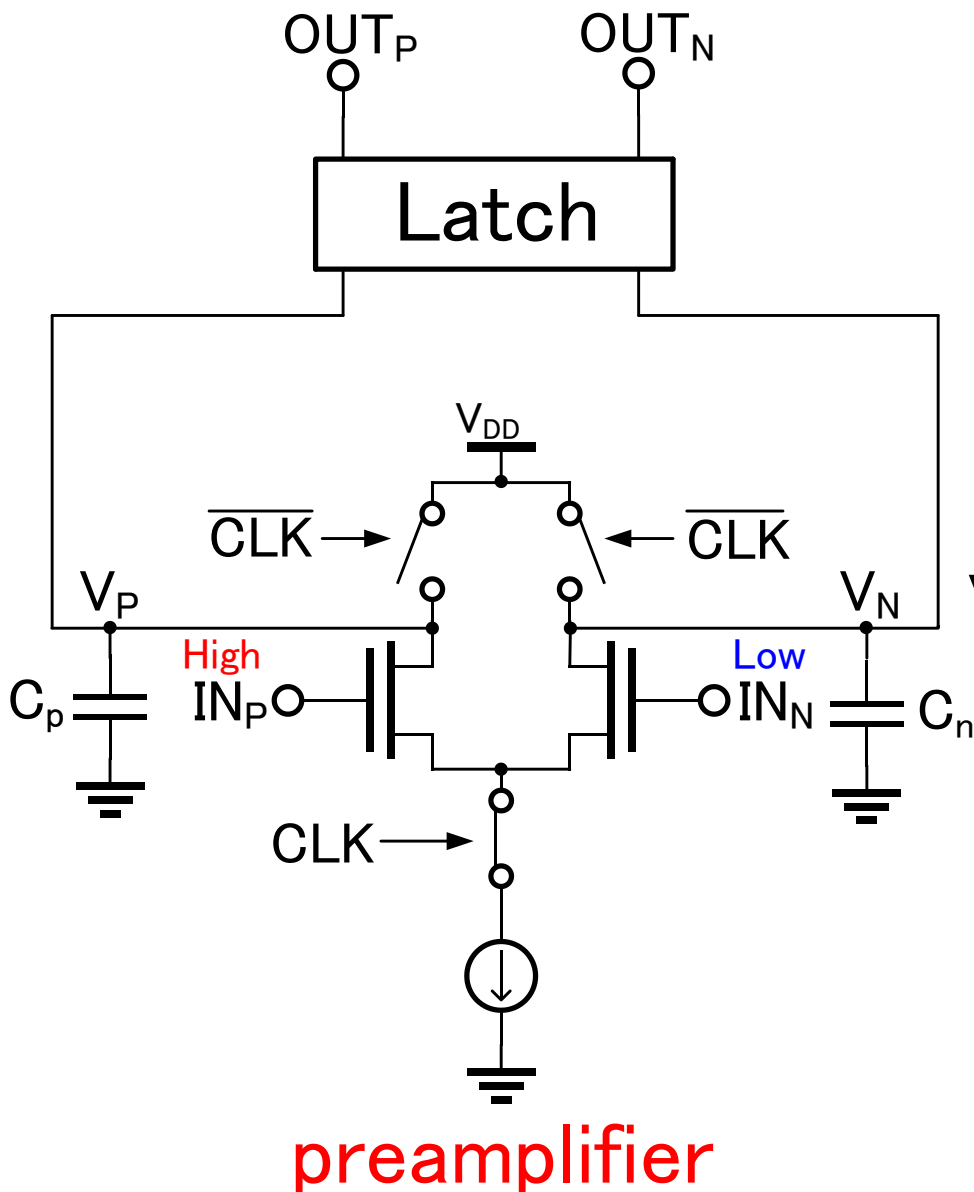 OUTP OUTN
Latch
VDD
CLK CLK
VP VN
High Low
Cp INP INN Cn
CLK
preamplifier